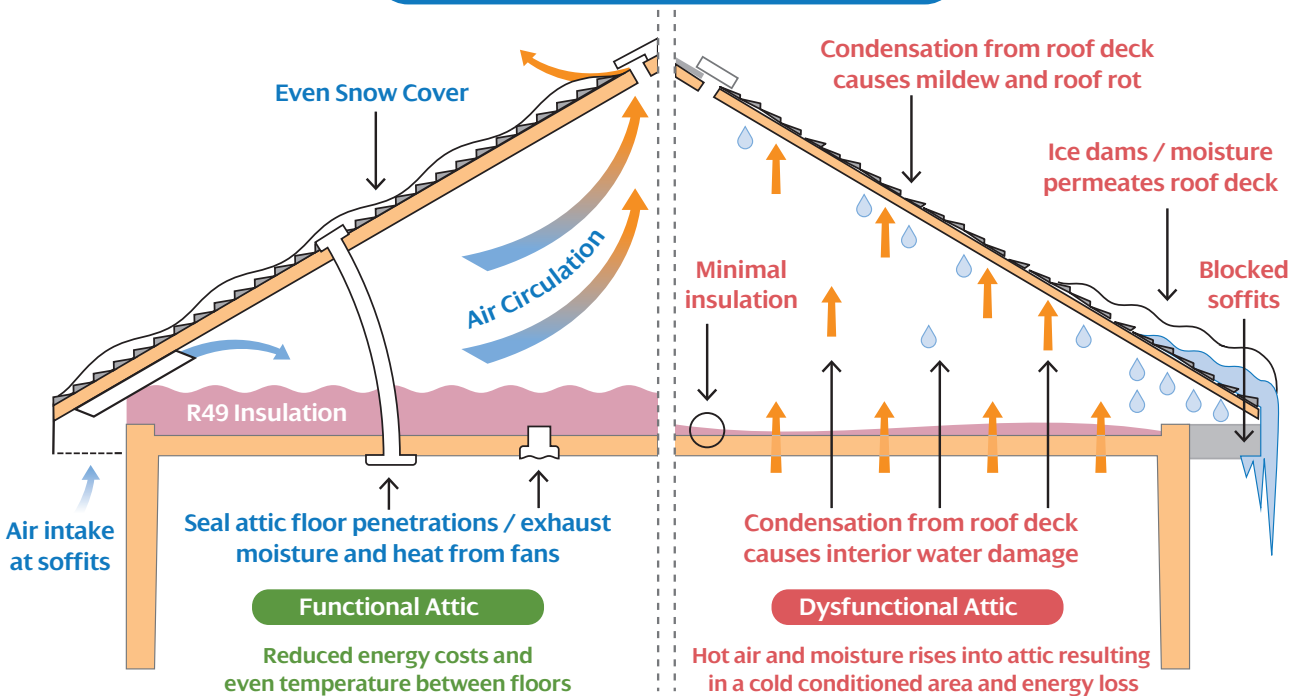 Even Snow Cover
Air Circulation
R49 Insulation
Air intake
at soffits
Seal attic floor penetrations / exhaust
moisture and heat from fans
Functional Attic
Reduced energy costs and
even temperature between floors
Condensation from roof deck
causes mildew and roof rot
Ice dams / moisture
permeates roof deck
Minimal
insulation
Blocked
soffits
Condensation from roof deck
causes interior water damage
Dysfunctional Attic
Hot air and moisture rises into attic resulting
in a cold conditioned area and energy loss